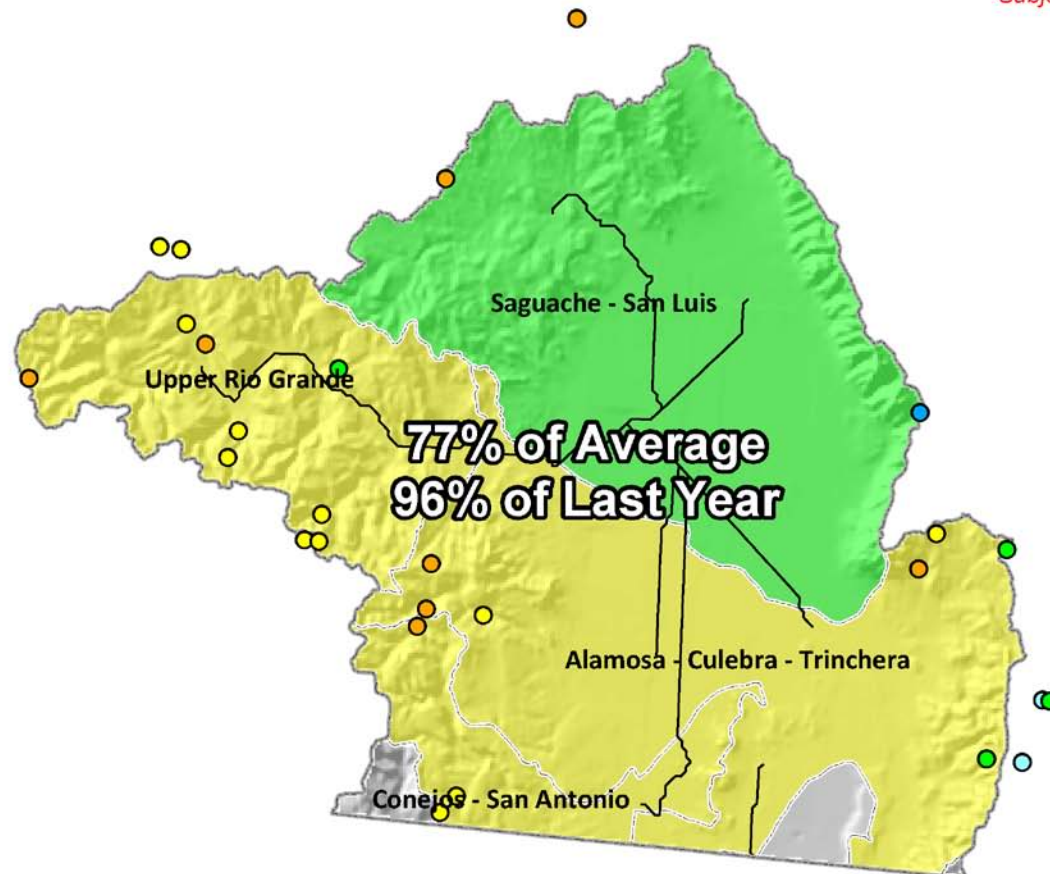 Saguache - San Luis
Upper Rio Grande
77% of Average
96% of Last Year
Alamosa - Culebra - Trinchera
Conejos - San Antonio